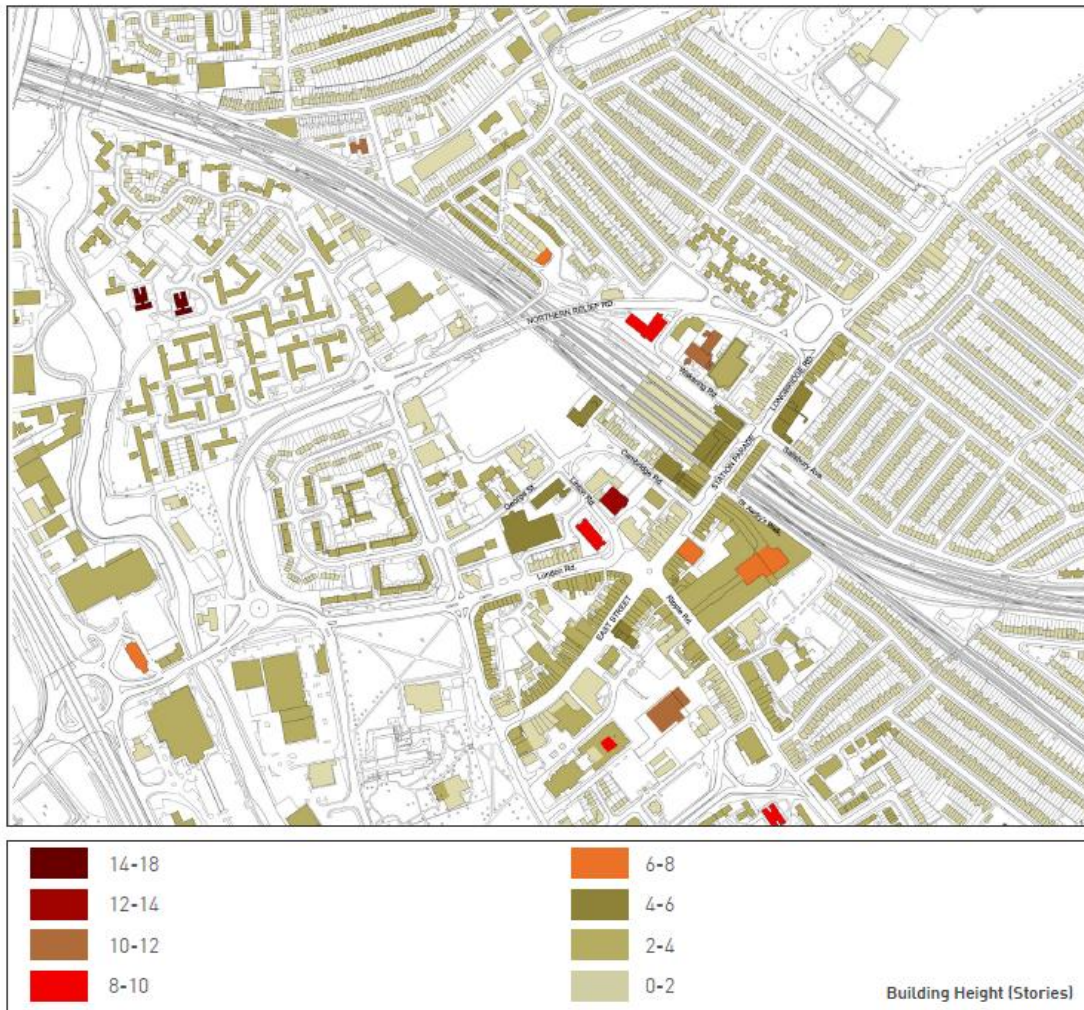 NORTHERN RELIEF RD.
Wakering Rd.
LONGBRIDGE RD.
STATION PARADE
Salisbury Ave.
Cambridge Rd.
Linton Rd.
George St.
London Rd.
EAST STREET
Ripple Rd.
14-18
12-14
10-12
8-10
6-8
4-6
2-4
0-2
Building Height (Stories)